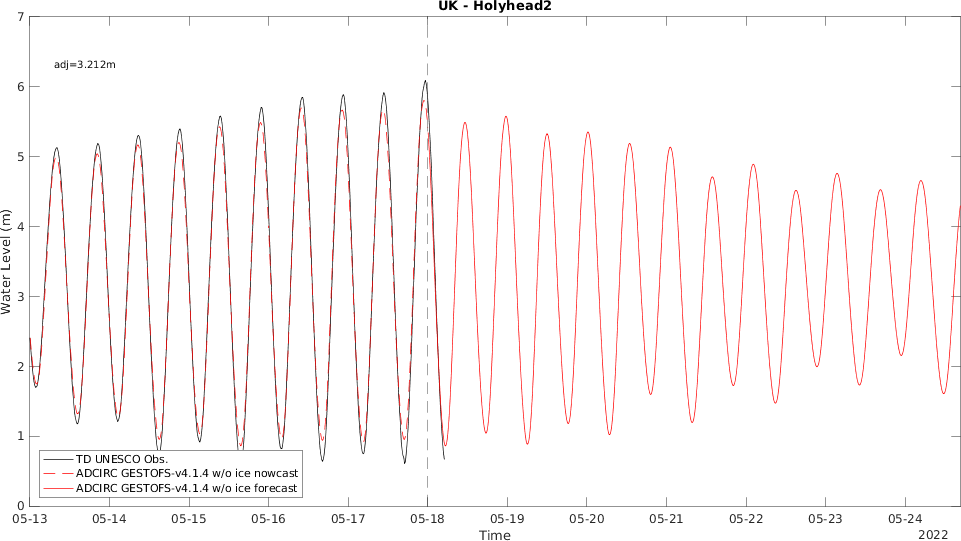 UK - Holyhead2
adj=3.212m
7
6
5
4
3
2
1
0
Water Level (m)
TD UNESCO Obs.
ADCIRC GESTOFS-v4.1.4 w/o ice nowcast
ADCIRC GESTOFS-v4.1.4 w/o ice forecast
05-13 05-14 05-15 05-16 05-17 05-18 05-19 05-20 05-21 05-22 05-23 05-24
Time
2022